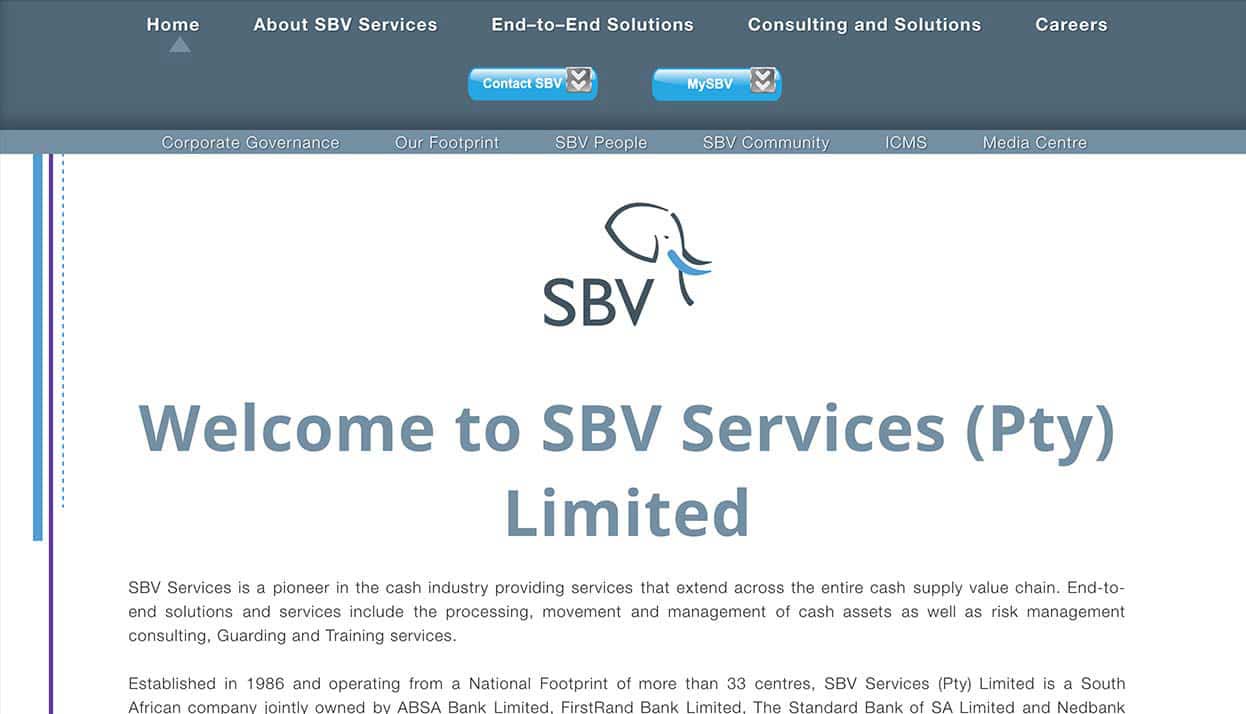 Home About SBV Services End–to–End Solutions Consulting and Solutions Careers
Contact SBV MySBV
Corporate Governance Our Footprint SBV People SBV Community ICMS Media Centre
SBV
Welcome to SBV Services (Pty)
Limited
SBV Services is a pioneer in the cash industry providing services that extend across the entire cash supply value chain. End-to-
end solutions and services include the processing, movement and management of cash assets as well as risk management
consulting, Guarding and Training services.
Established in 1986 and operating from a National Footprint of more than 33 centres, SBV Services (Pty) Limited is a South
African company jointly owned by ABSA Bank Limited, FirstRand Bank Limited, The Standard Bank of SA Limited and Nedbank